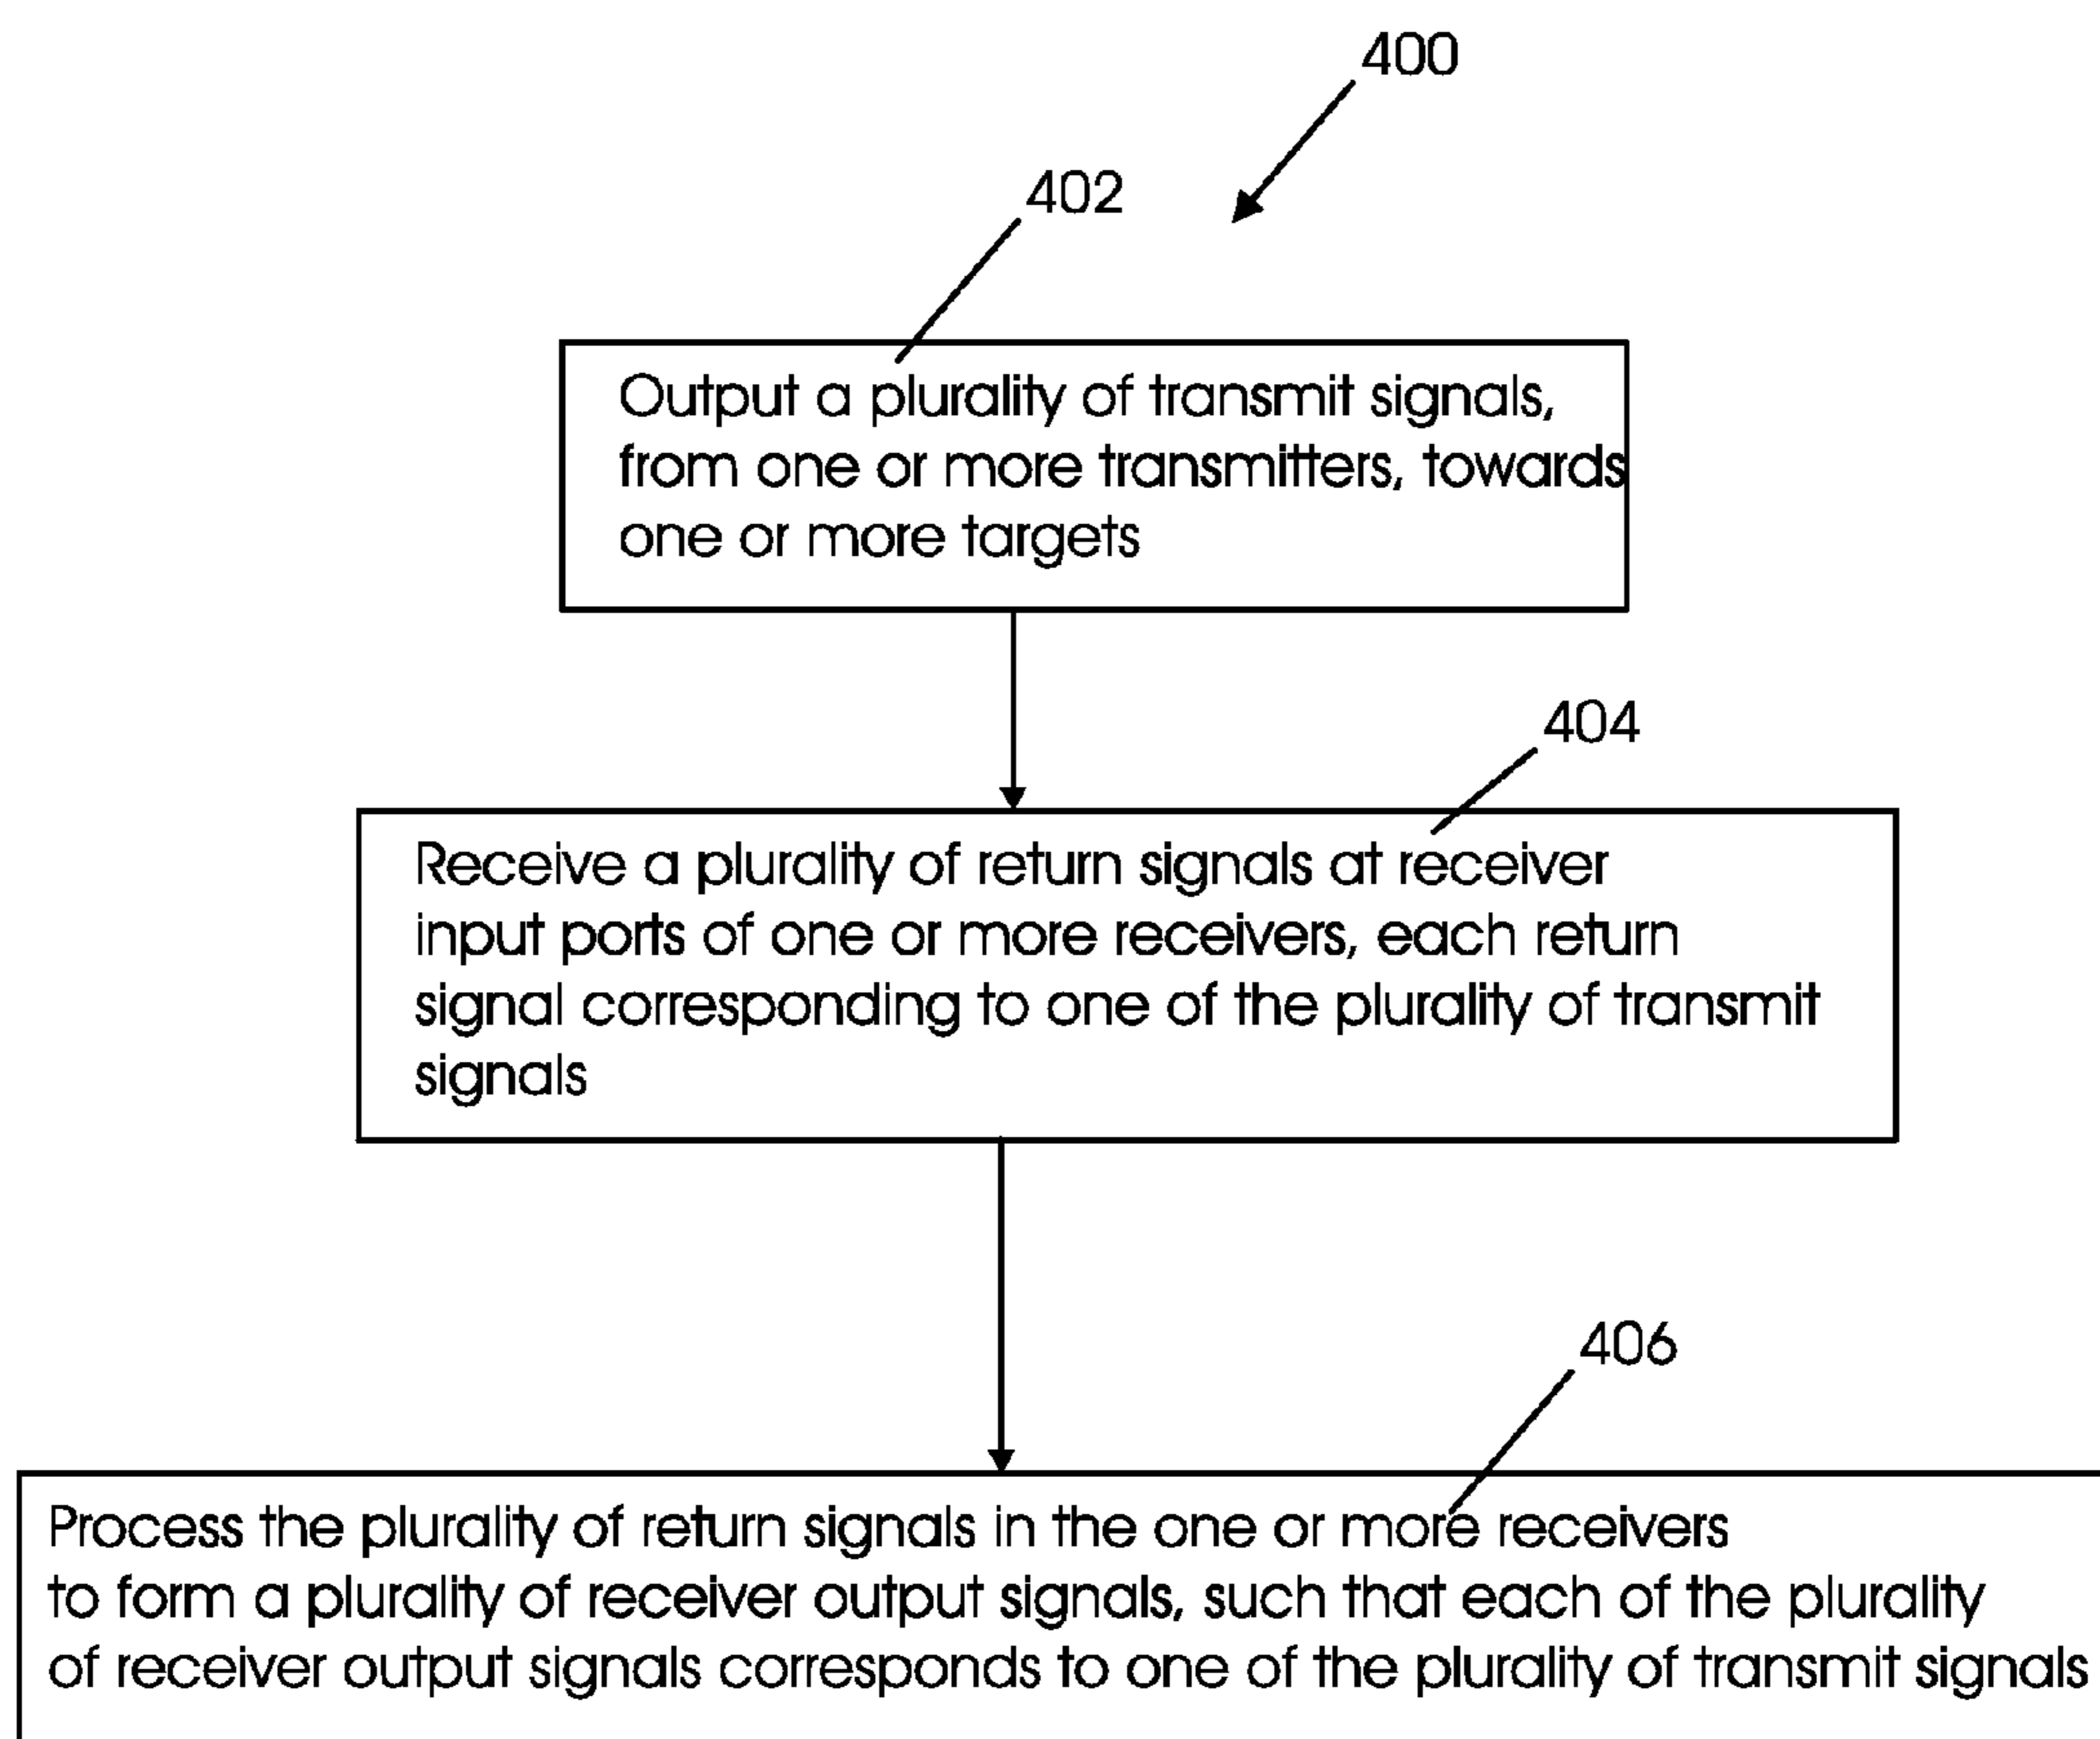 400
402
Output a plurality of transmit signals,
from one or more transmitters, towards
one or more targets
404
Receive a plurality of return signals at receiver
input ports of one or more receivers, each return
signal corresponding to one of the plurality of transmit
signals
406
Process the plurality of return signals in the one or more receivers
to form a plurality of receiver output signals, such that each of the plurality
of receiver output signals corresponds to one of the plurality of transmit signals